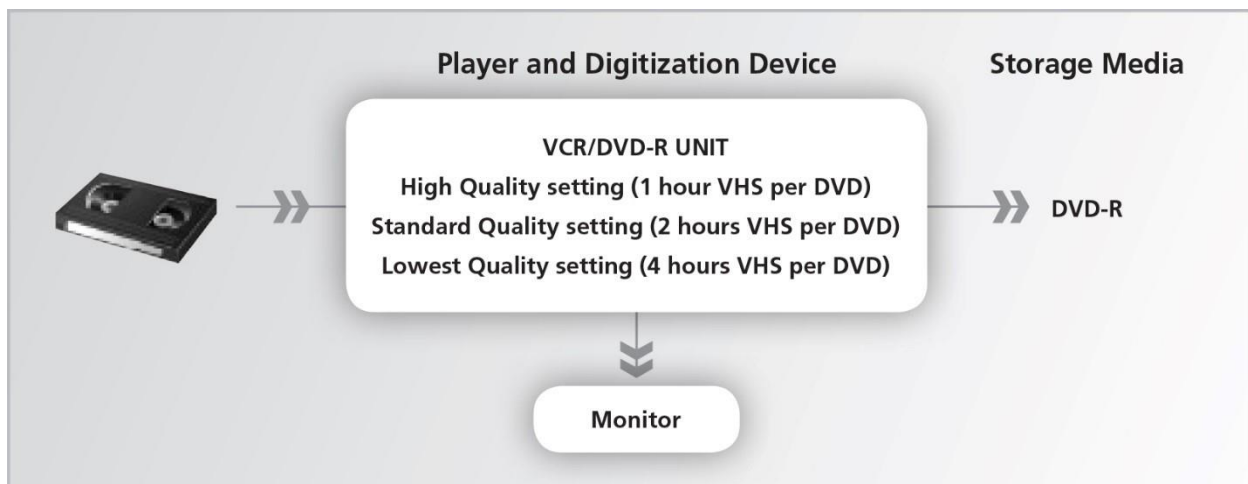 Player and Digitization Device
Storage Media
VCR/DVD-R UNIT
High Quality setting (1 hour VHS per DVD)
Standard Quality setting (2 hours VHS per DVD)
Lowest Quality setting (4 hours VHS per DVD)
DVD-R
Monitor